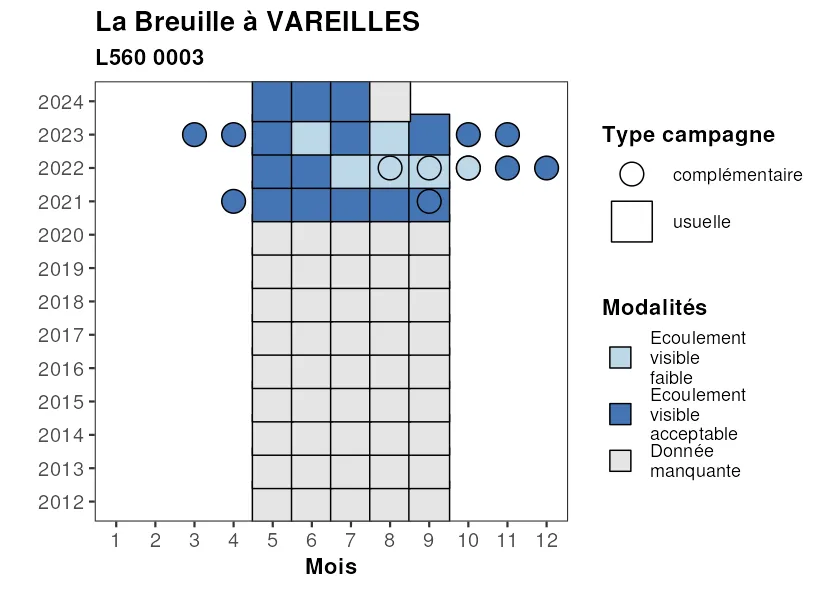 La Breuille à VAREILLES
L560 0003
2024
2023
2022
2021
2020
2019
2018
2017
2016
2015
2014
2013
2012
1 2 3 4 5 6 7 8 9 10 11 12
Mois
Type campagne
complémentaire
usuelle
Modalités
Ecoulement
visible
faible
Ecoulement
visible
acceptable
Donnée
manquante